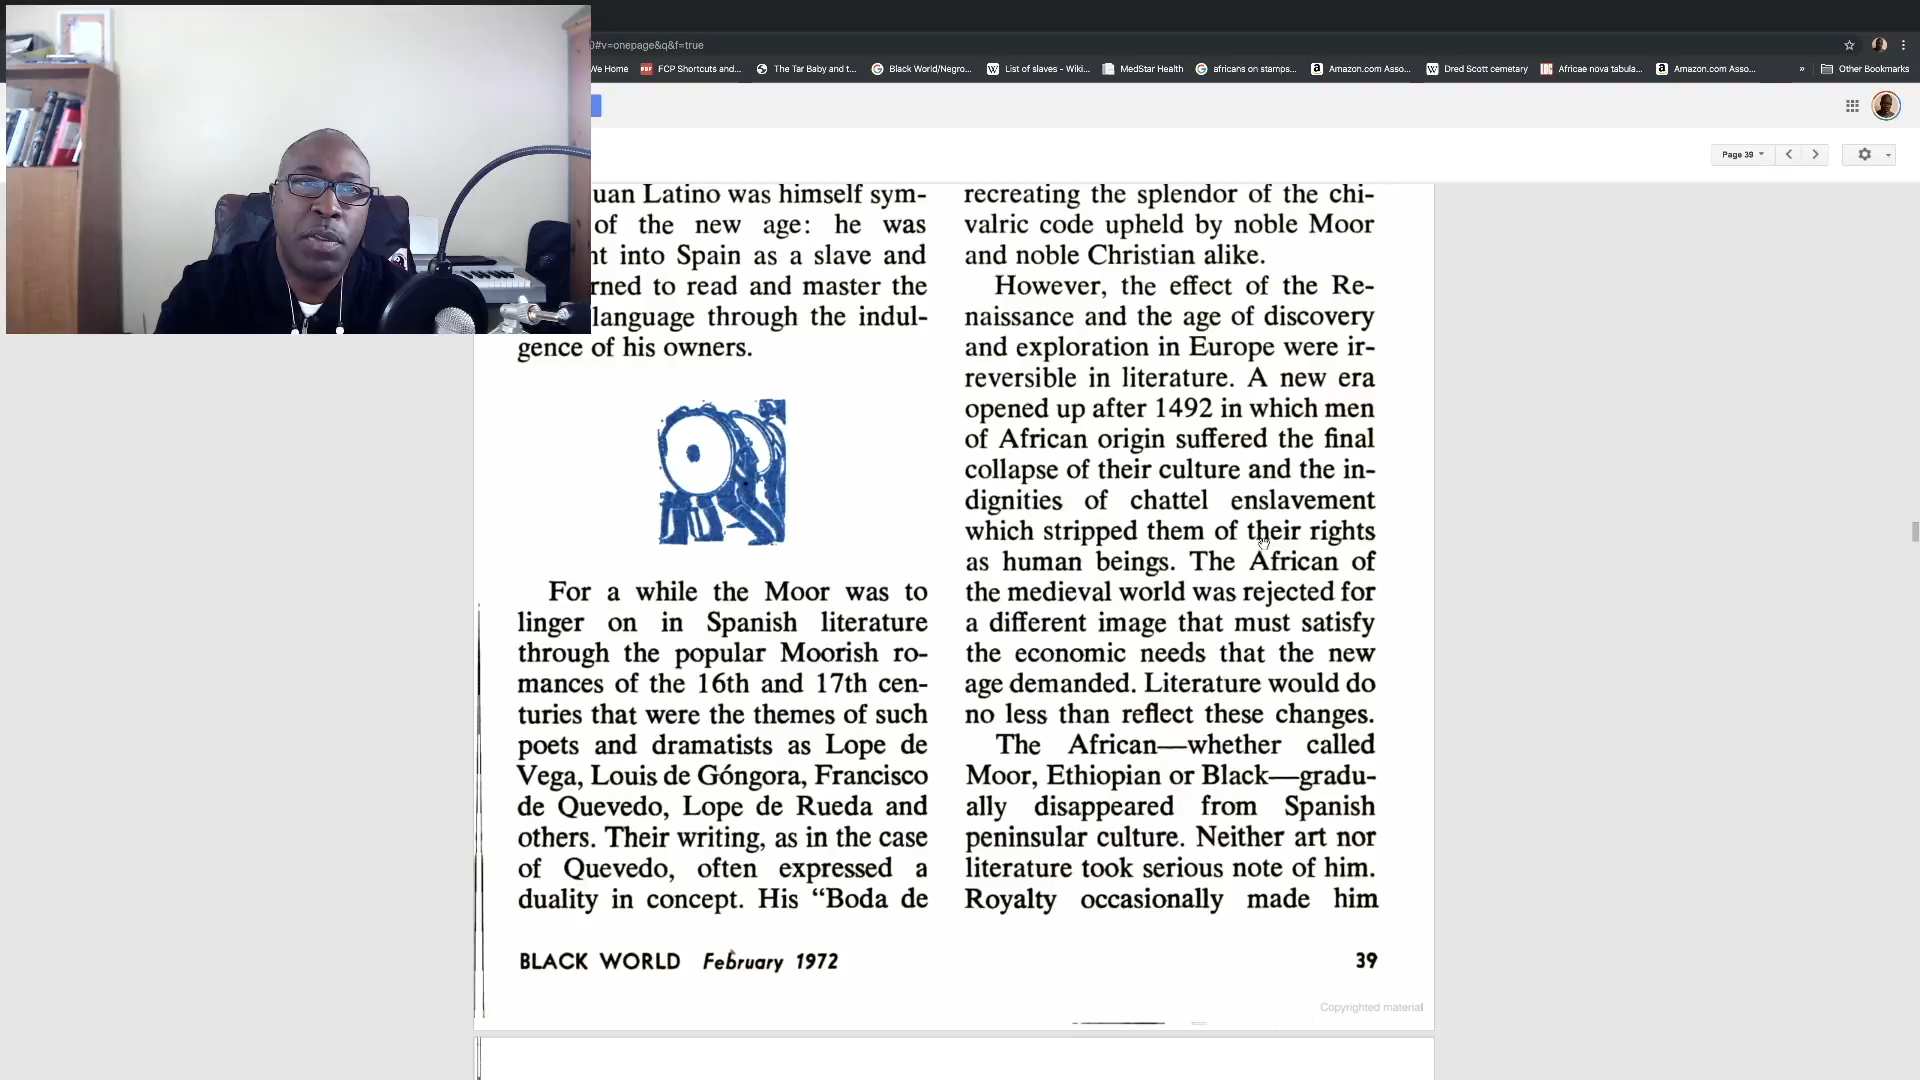 0#v=onepage&q&f=true
We Home
FCP Shortcuts and...
The Tar Baby and t...
Black World/Negro...
List of slaves - Wiki...
MedStar Health
africans on stamps...
Amazon.com Asso...
Dred Scott cemetary
Africae nova tabula...
Amazon.com Asso...
»
Other Bookmarks
Page 39
uan Latino was himself sym-
of the new age: he was
nt into Spain as a slave and
rned to read and master the
language through the indul-
gence of his owners.
For a while the Moor was to
linger on in Spanish literature
through the popular Moorish ro-
mances of the 16th and 17th cen-
turies that were the themes of such
poets and dramatists as Lope de
Vega, Louis de Góngora, Francisco
de Quevedo, Lope de Rueda and
others. Their writing, as in the case
of Quevedo, often expressed a
duality in concept. His “Boda de
recreating the splendor of the chi-
valric code upheld by noble Moor
and noble Christian alike.
However, the effect of the Re-
naissance and the age of discovery
and exploration in Europe were ir-
reversible in literature. A new era
opened up after 1492 in which men
of African origin suffered the final
collapse of their culture and the in-
dignities of chattel enslavement
which stripped them of their rights
as human beings. The African of
the medieval world was rejected for
a different image that must satisfy
the economic needs that the new
age demanded. Literature would do
no less than reflect these changes.
The African—whether called
Moor, Ethiopian or Black—gradu-
ally disappeared from Spanish
peninsular culture. Neither art nor
literature took serious note of him.
Royalty occasionally made him
BLACK WORLD February 1972
39
Copyrighted material